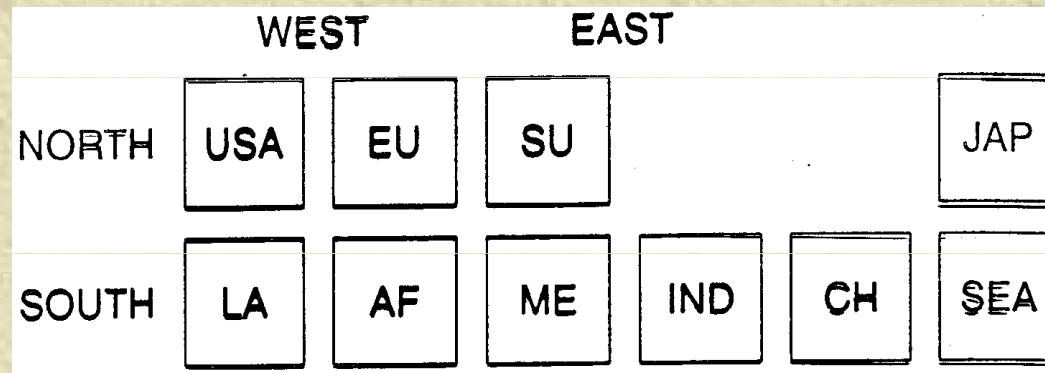 WEST EAST
NORTH USA EU SU JAP
SOUTH LA AF ME IND CH SEA